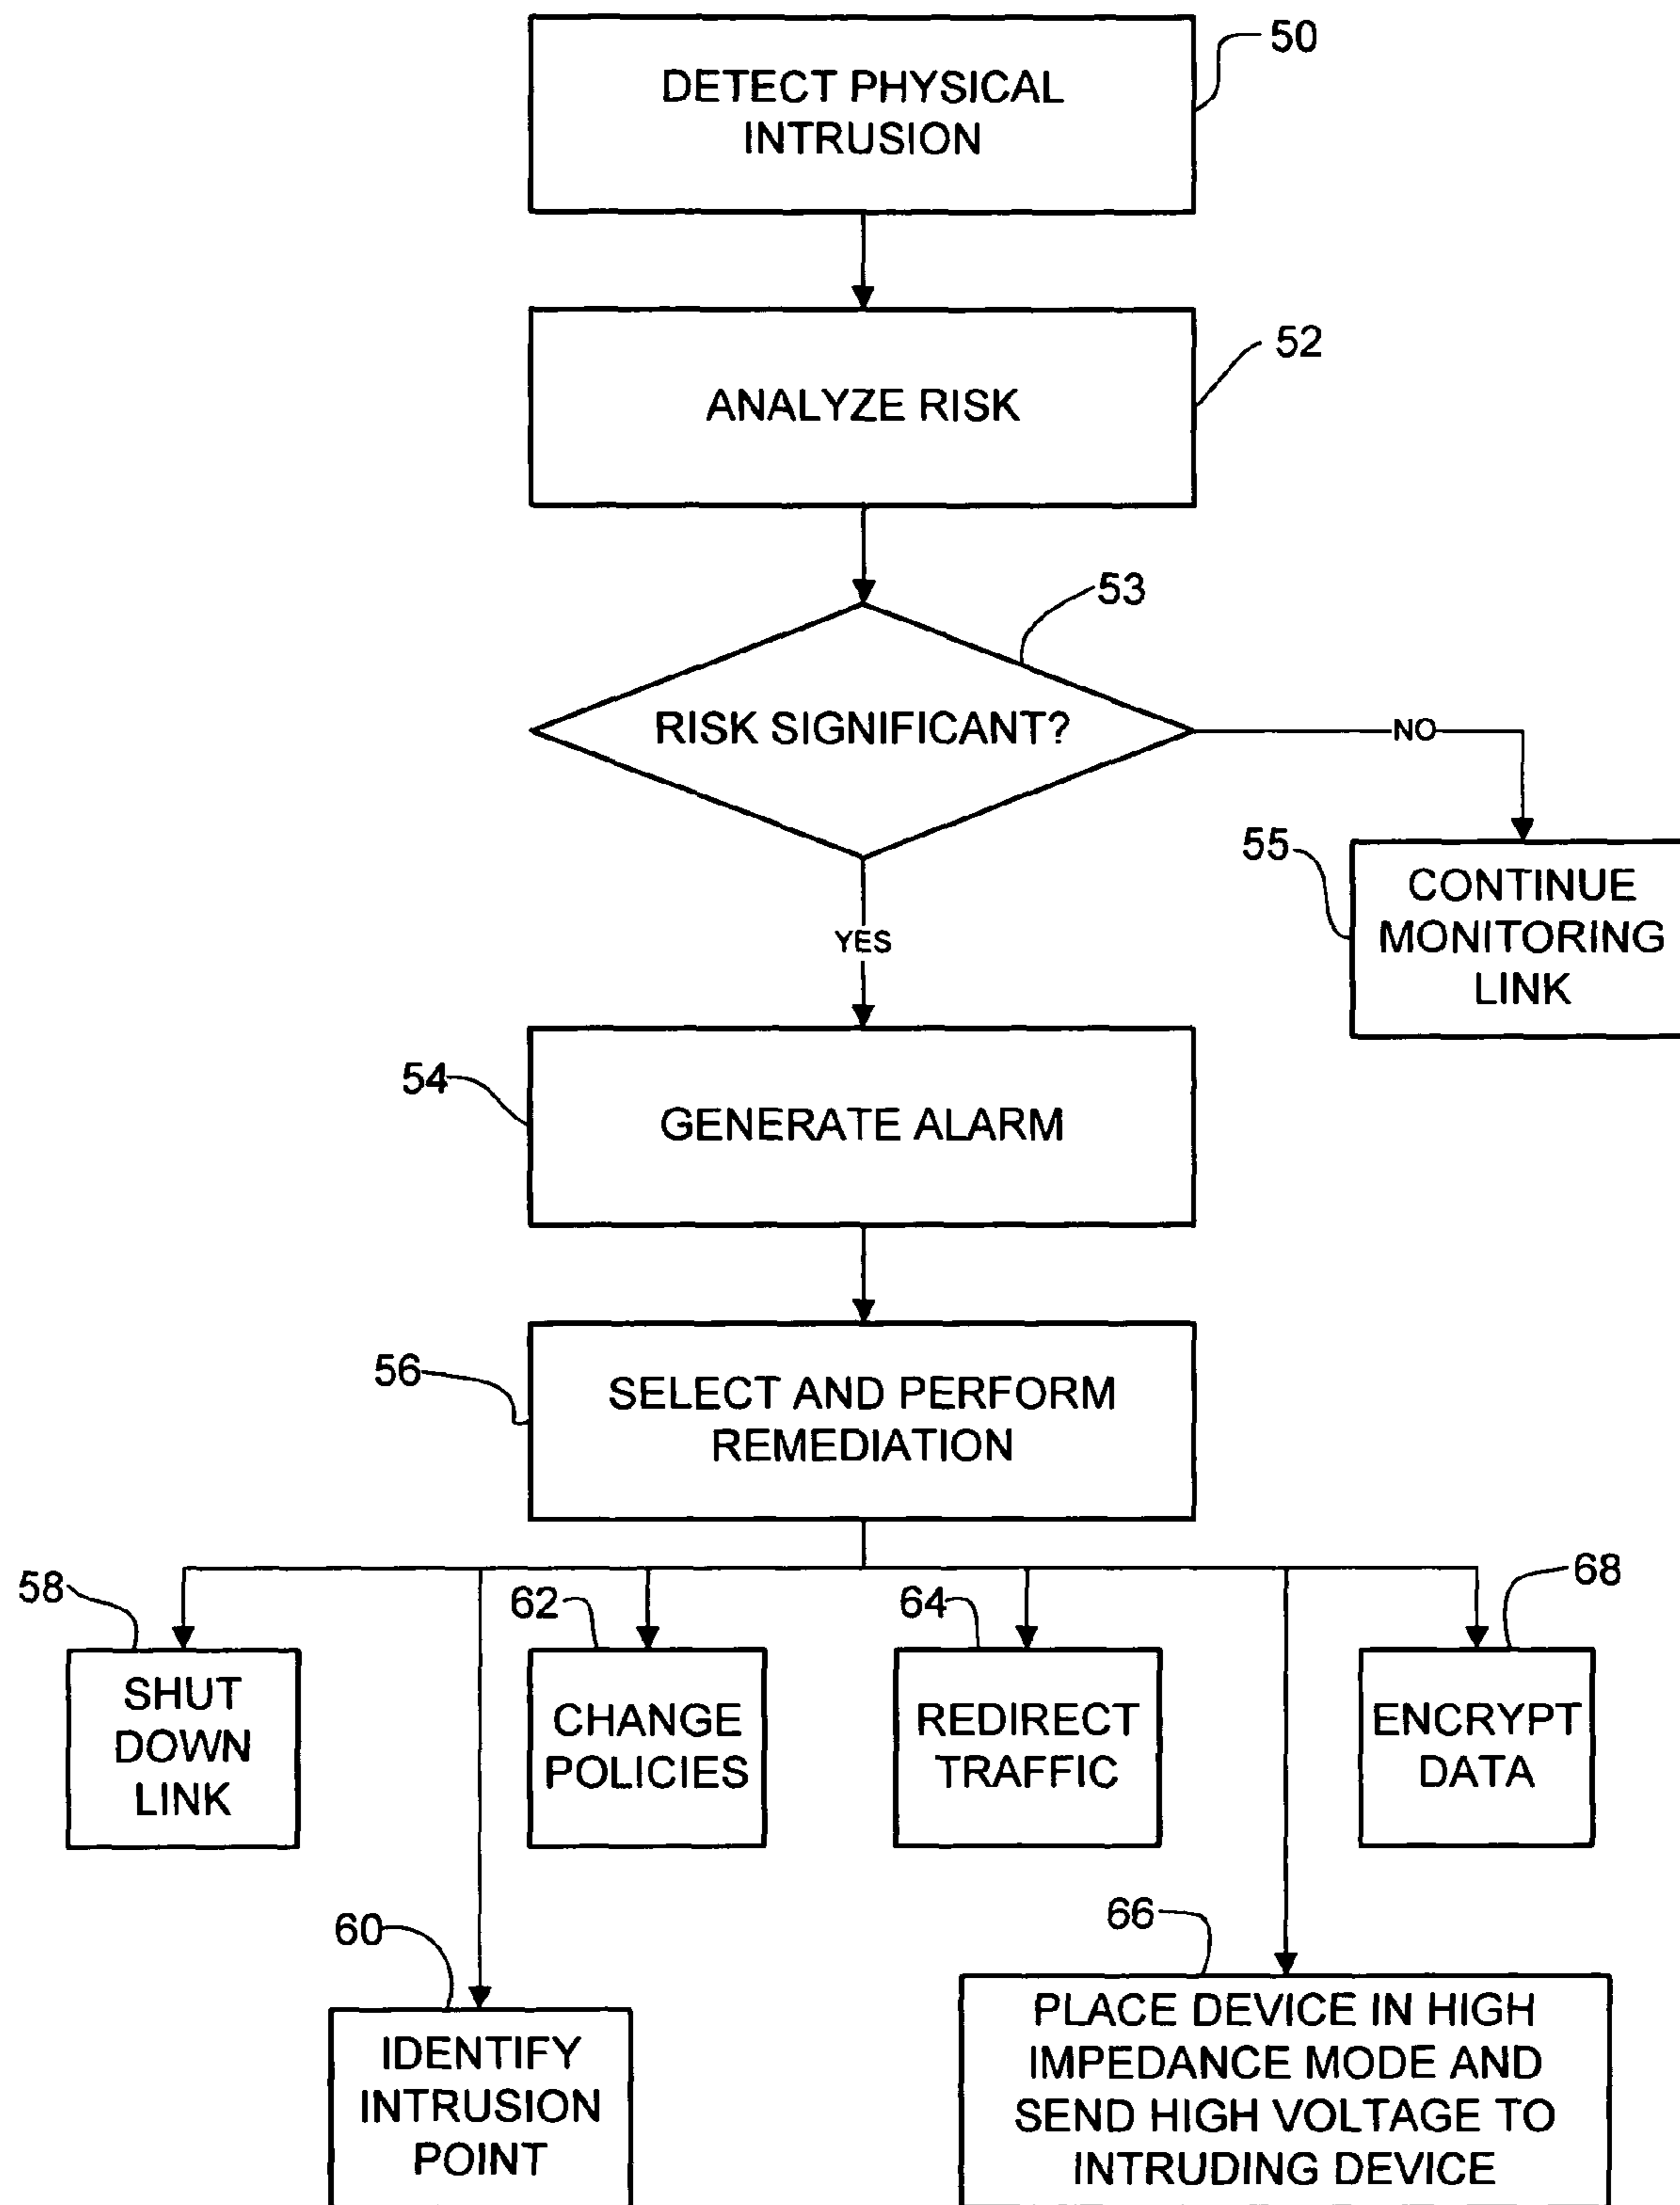 50
DETECT PHYSICAL
INTRUSION
52
ANALYZE RISK
53
RISK SIGNIFICANT?
NO
55
CONTINUE
MONITORING
LINK
YES
54
GENERATE ALARM
56
SELECT AND PERFORM
REMEDIATION
58
SHUT
DOWN
LINK
62
CHANGE
POLICIES
64
REDIRECT
TRAFFIC
68
ENCRYPT
DATA
60
IDENTIFY
INTRUSION
POINT
66
PLACE DEVICE IN HIGH
IMPEDANCE MODE AND
SEND HIGH VOLTAGE TO
INTRUDING DEVICE